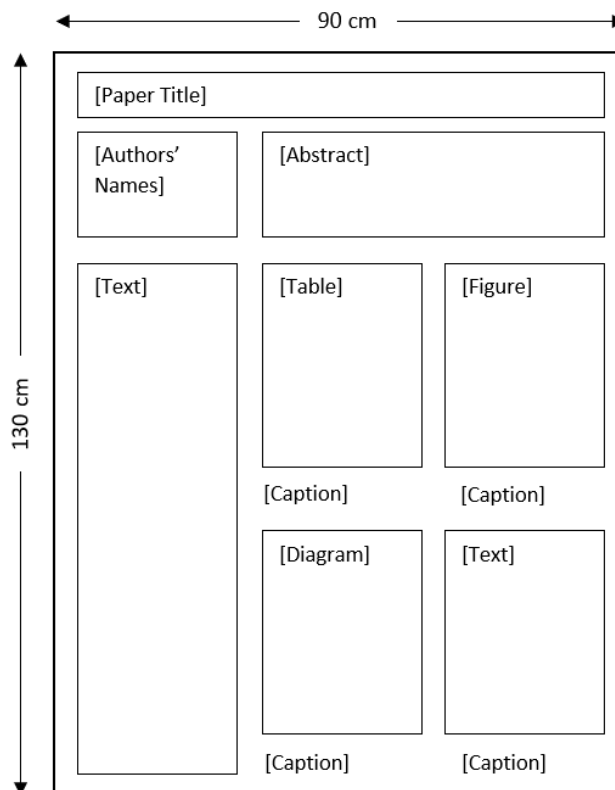 90 cm
130 cm
[Paper Title]
[Authors’
Names]
[Abstract]
[Text]
[Table]
[Figure]
[Caption]
[Caption]
[Diagram]
[Text]
[Caption]
[Caption]